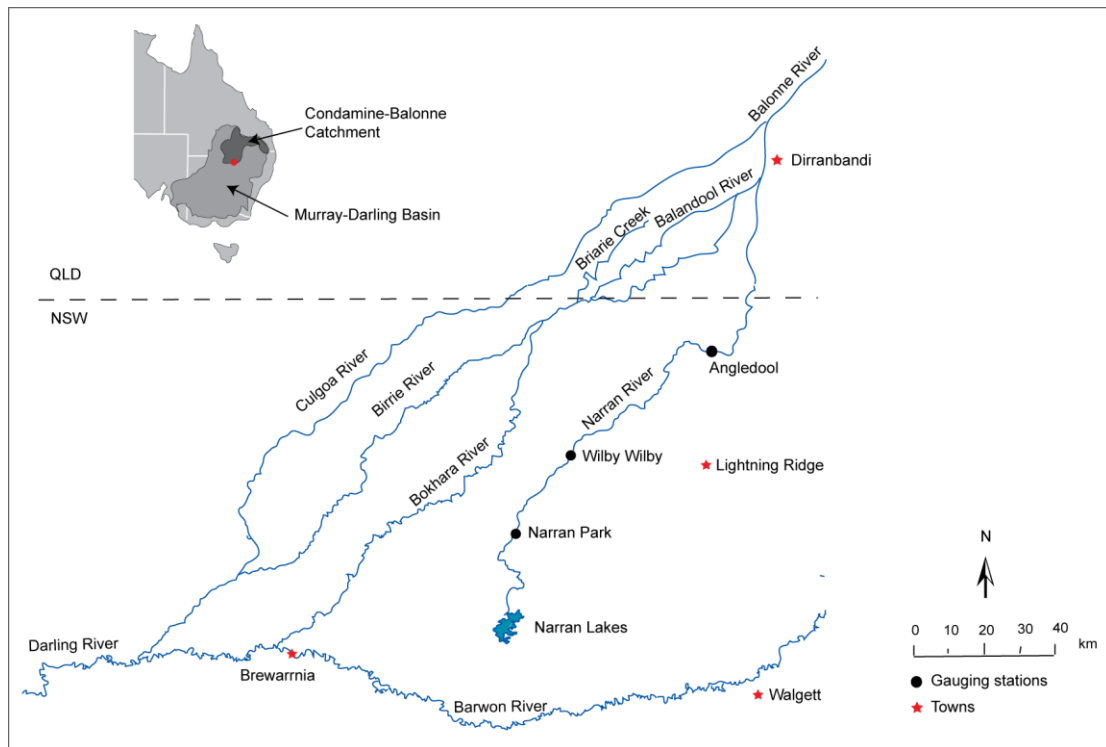 Condamine-Balonne
Catchment
Murray-Darling Basin
QLD
NSW
Balonne River
Dirranbandi
Balandool River
Briarie Creek
Culgoa River
Birrie River
Bokhara River
Narran River
Angledool
Wilby Wilby
Lightning Ridge
Narran Park
Narran Lakes
Darling River
Brewarrnia
Barwon River
Walgett
N
0 10 20 30 40
km
Gauging stations
Towns